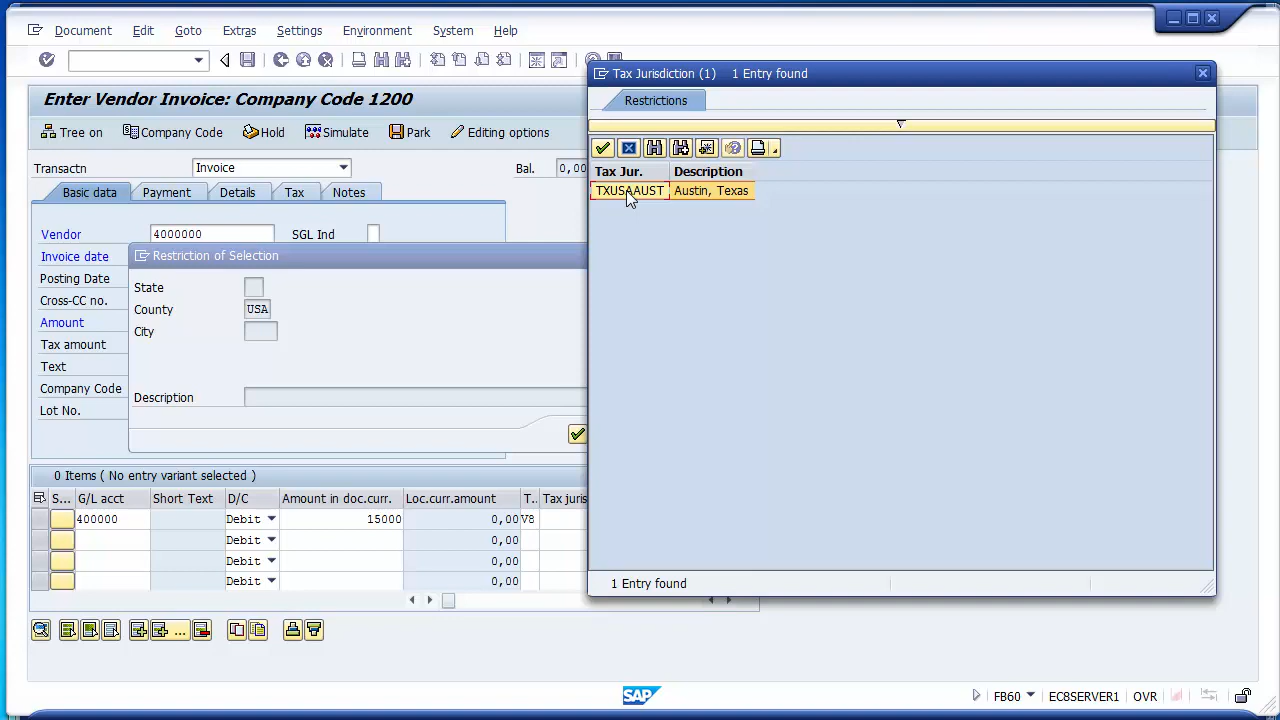 Document Edit Goto Extras Settings Environment System Help
Tax Jurisdiction (1) 1 Entry found
Restrictions
Tax Jur. Description
TXUSAAUST Austin, Texas
1 Entry found
Enter Vendor Invoice: Company Code 1200
Tree on Company Code Hold Simulate Park Editing options
Transactn Invoice Bal. 0,00
Basic data Payment Details Tax Notes
Vendor 4000000 SGL Ind
Invoice date
Posting Date
Cross-CC no.
Amount
Tax amount
Text
Company Code
Lot No.
Restriction of Selection
State
County USA
City
Description
0 Items ( No entry variant selected )
S... G/L acct Short Text D/C Amount in doc.curr. Loc.curr.amount T.. Tax juris
400000 Debit 15000 0,00 V8
Debit 0,00
Debit 0,00
Debit 0,00
...
SAP FB60 EC8SERVER1 OVR